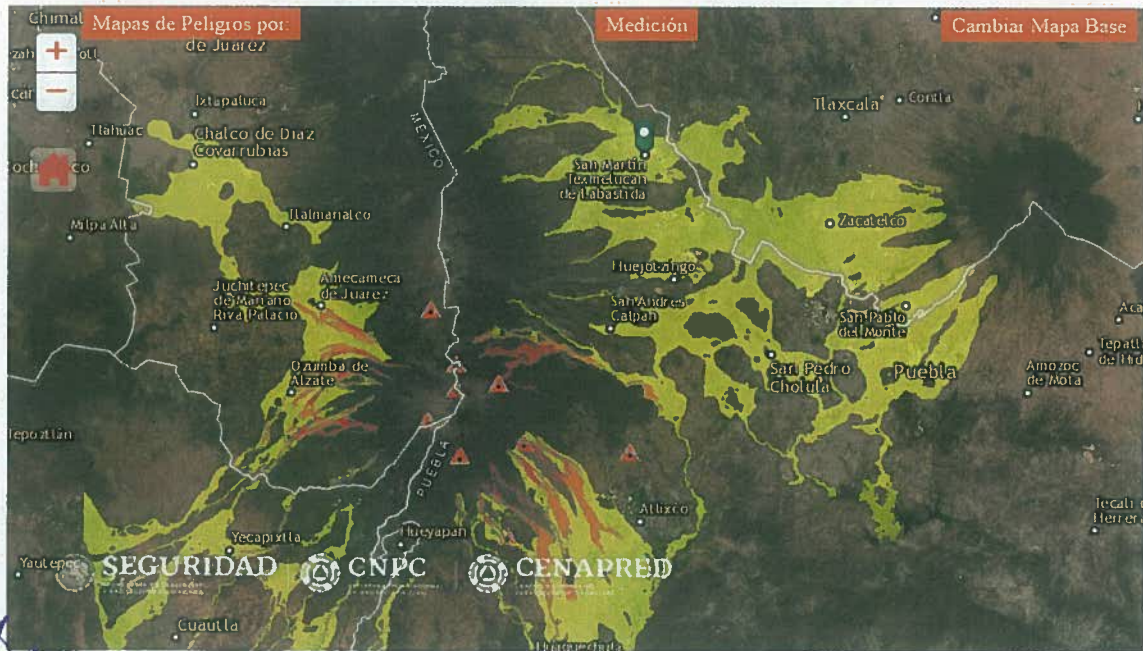 Chimal
Mapas de Peligros por:
Medición
Cambiar Mapa Base
de Juárez
+
−
Ixtapaluca
Tlaxcala
Contla
Tlahuac
Chalco de Díaz
Covarrubias
MÉXICO
San Martín
Texmelucan
de Labastida
Milpa Alta
Tlalmanalco
Zacatelco
Huejotzingo
Juchitepec
de Mariano
Riva Palacio
Amecameca
de Juárez
San Andres
Calpan
San Pablo
del Monte
Aca
Ozumba de
Alzate
San Pedro
Cholula
Puebla
Amozoc
de Mota
Tepatl
de Hid
Tepoztlán
PUEBLA
Atlixco
Tecali d
Herrer
Yecapixtla
Hueyapan
Yautepec
SEGURIDAD
CNPC
CENAPRED
Cuautla
Huaquechula